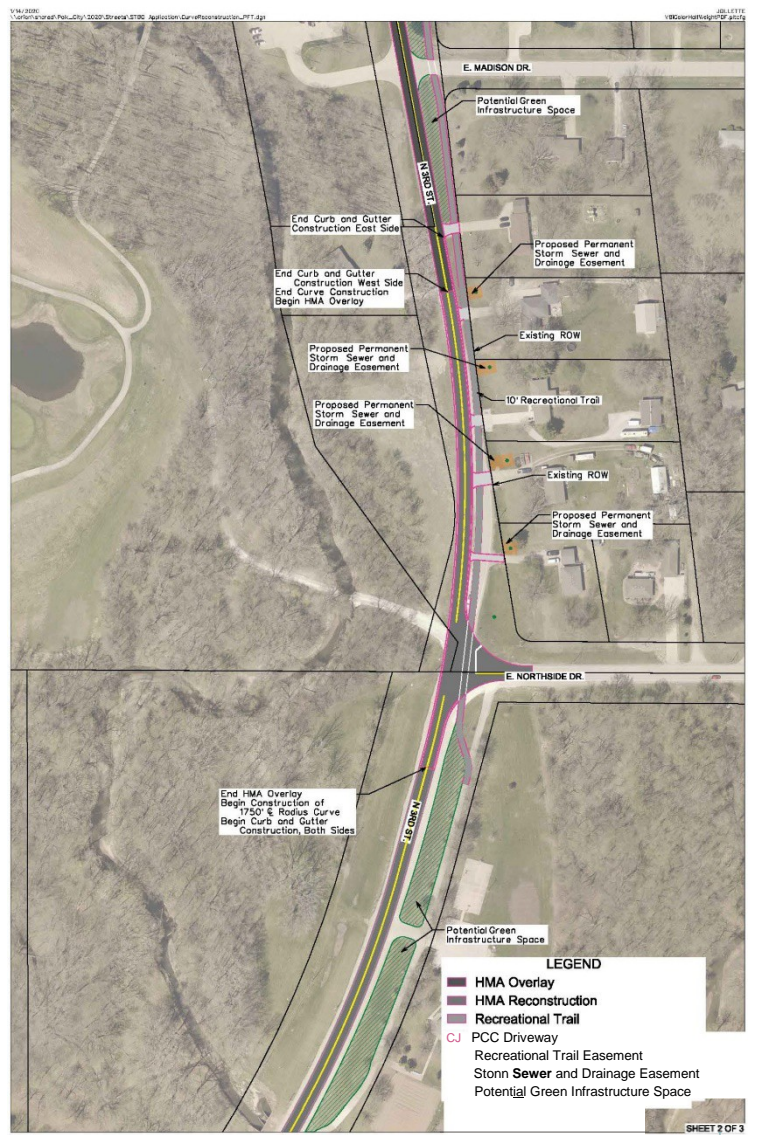 1/14/2020
JOLLETTE
E. MADISON DR.
Potential Green
Infrastructure Space
N 3RD ST.
End Curb and Gutter
Construction East Side
Proposed Permanent
Storm Sewer and
Drainage Easement
End Curb and Gutter
Construction West Side
End Curve Construction
Begin HMA Overlay
Existing ROW
Proposed Permanent
Storm Sewer and
Drainage Easement
10' Recreational Trail
Proposed Permanent
Storm Sewer and
Drainage Easement
Existing ROW
Proposed Permanent
Storm Sewer and
Drainage Easement
E. NORTHSIDE DR.
End HMA Overlay
Begin Construction of
1750' ℄ Radius Curve
Begin Curb and Gutter
Construction, Both Sides
N 3RD ST.
Potential Green
Infrastructure Space
LEGEND
HMA Overlay
HMA Reconstruction
Recreational Trail
CJ PCC Driveway
Recreational Trail Easement
Stonn Sewer and Drainage Easement
Potential Green Infrastructure Space
SHEET 2 OF 3